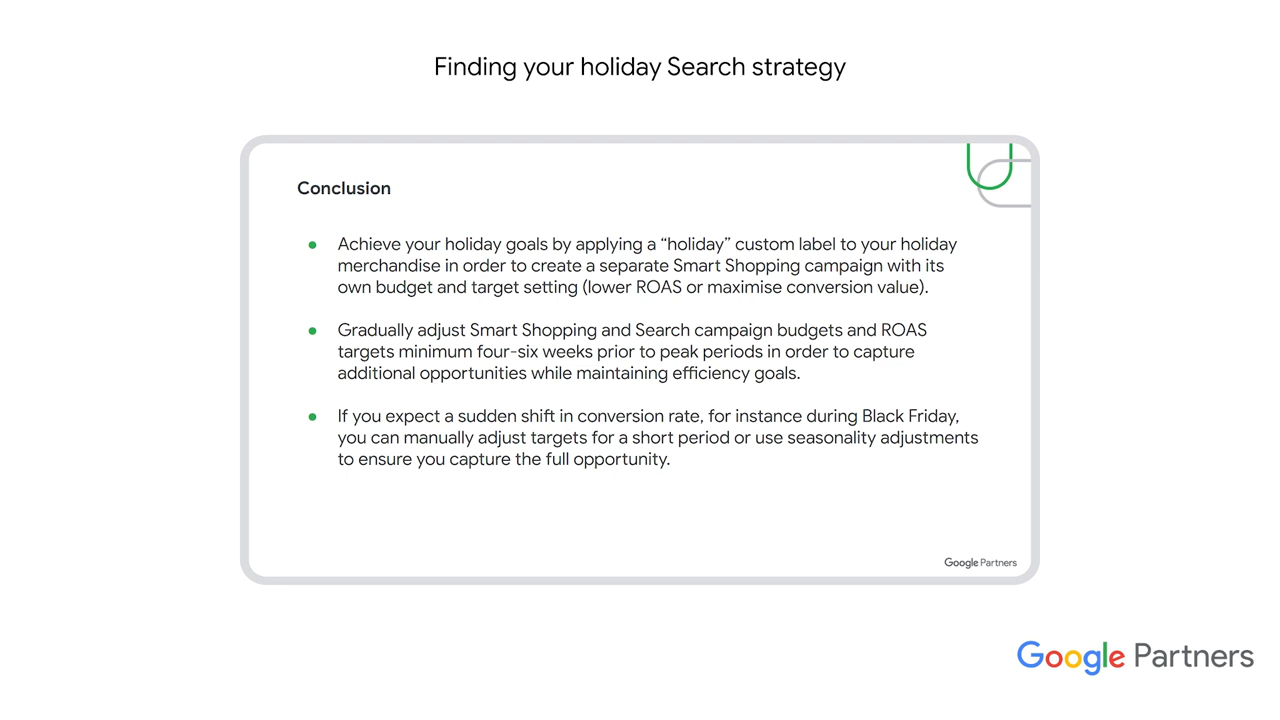 Finding your holiday Search strategy
Conclusion
● Achieve your holiday goals by applying a “holiday” custom label to your holiday
merchandise in order to create a separate Smart Shopping campaign with its
own budget and target setting (lower ROAS or maximise conversion value).
● Gradually adjust Smart Shopping and Search campaign budgets and ROAS
targets minimum four-six weeks prior to peak periods in order to capture
additional opportunities while maintaining efficiency goals.
● If you expect a sudden shift in conversion rate, for instance during Black Friday,
you can manually adjust targets for a short period or use seasonality adjustments
to ensure you capture the full opportunity.
Google Partners
Google Partners